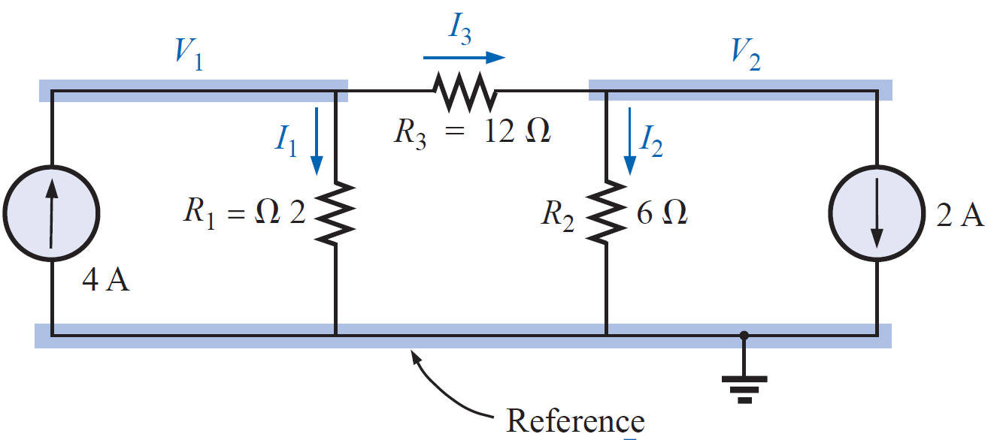 I₃
V₁
V₂
I₁
R₃ = 12 Ω
I₂
R₁ = Ω 2
R₂
6 Ω
2 A
4 A
Reference